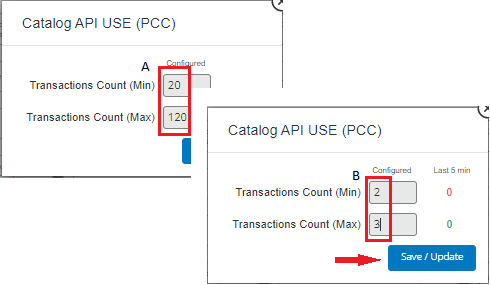 Catalog API USE (PCC)
A Configured
Transactions Count (Min) 20
Transactions Count (Max) 120
Catalog API USE (PCC)
B Configured Last 5 min
Transactions Count (Min) 2 0
Transactions Count (Max) 3 0
Save / Update